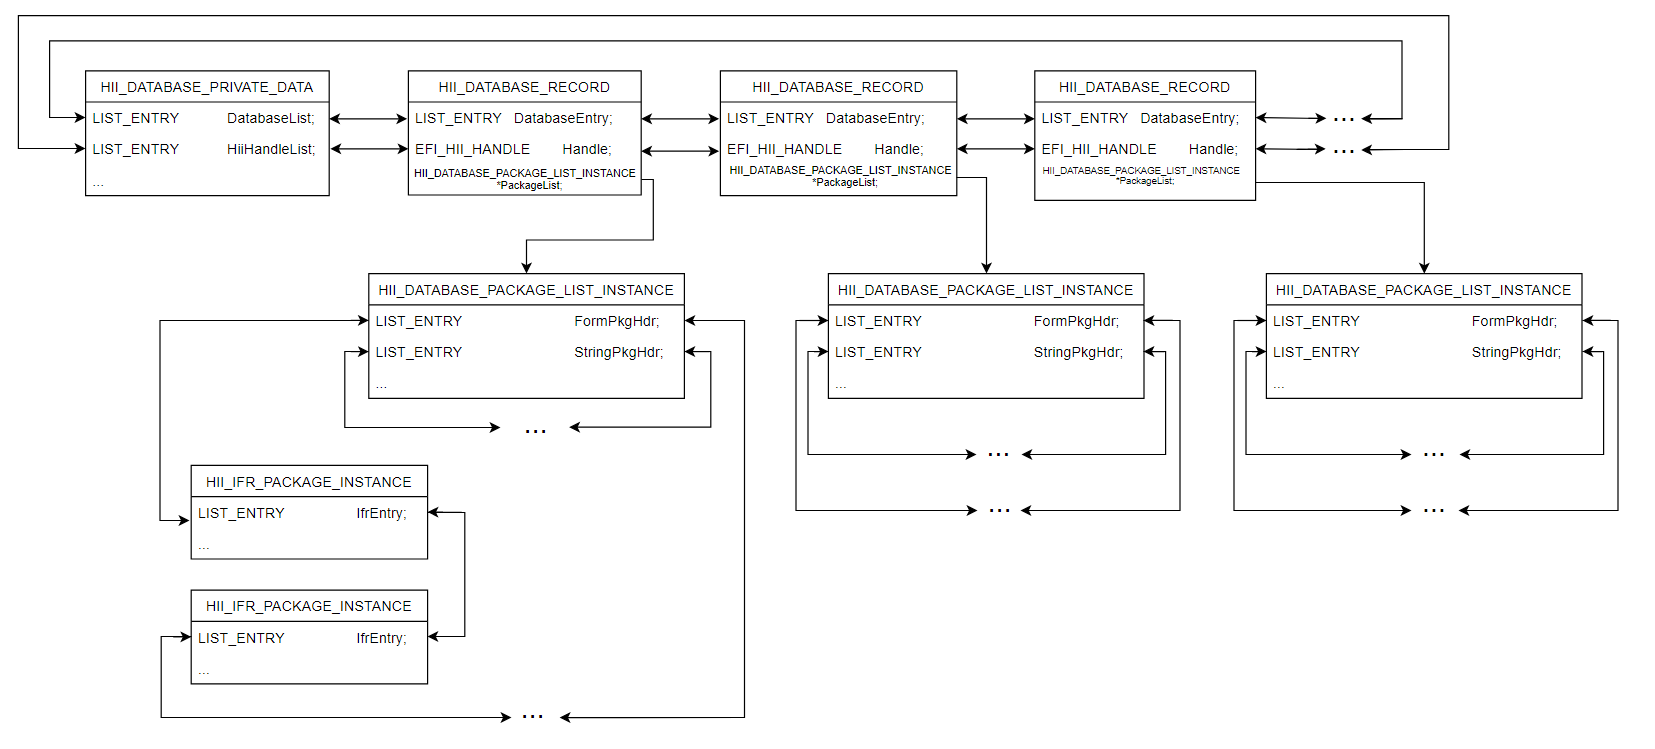 HII_DATABASE_PRIVATE_DATA
LIST_ENTRY DatabaseList;
LIST_ENTRY HiiHandleList;
...
HII_DATABASE_RECORD
LIST_ENTRY DatabaseEntry;
EFI_HII_HANDLE Handle;
HII_DATABASE_PACKAGE_LIST_INSTANCE
*PackageList;
HII_DATABASE_RECORD
LIST_ENTRY DatabaseEntry;
EFI_HII_HANDLE Handle;
HII_DATABASE_PACKAGE_LIST_INSTANCE
*PackageList;
HII_DATABASE_RECORD
LIST_ENTRY DatabaseEntry;
EFI_HII_HANDLE Handle;
HII_DATABASE_PACKAGE_LIST_INSTANCE
*PackageList;
...
...
HII_DATABASE_PACKAGE_LIST_INSTANCE
LIST_ENTRY FormPkgHdr;
LIST_ENTRY StringPkgHdr;
...
...
HII_DATABASE_PACKAGE_LIST_INSTANCE
LIST_ENTRY FormPkgHdr;
LIST_ENTRY StringPkgHdr;
...
...
...
HII_DATABASE_PACKAGE_LIST_INSTANCE
LIST_ENTRY FormPkgHdr;
LIST_ENTRY StringPkgHdr;
...
...
...
HII_IFR_PACKAGE_INSTANCE
LIST_ENTRY IfrEntry;
...
HII_IFR_PACKAGE_INSTANCE
LIST_ENTRY IfrEntry;
...
...